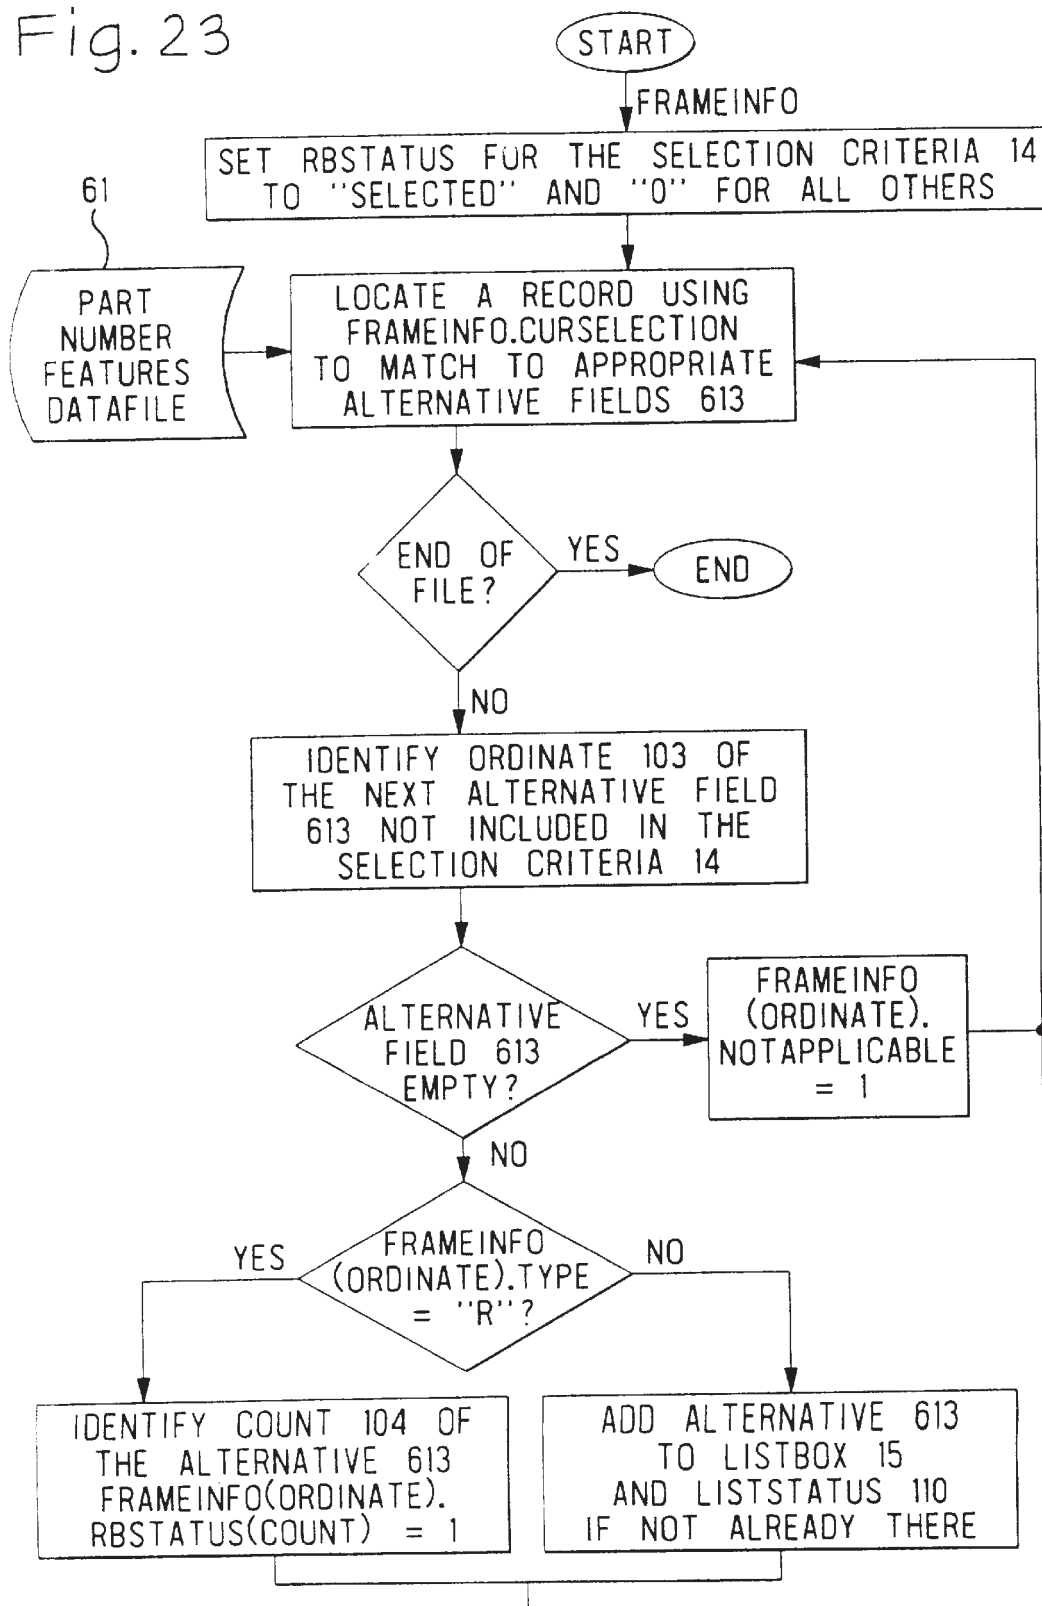 Fig. 23
START
FRAMEINFO
SET RBSTATUS FOR THE SELECTION CRITERIA 14
TO "SELECTED" AND "0" FOR ALL OTHERS
61
PART
NUMBER
FEATURES
DATAFILE
LOCATE A RECORD USING
FRAMEINFO.CURSELECTION
TO MATCH TO APPROPRIATE
ALTERNATIVE FIELDS 613
END OF
FILE?
YES
END
NO
IDENTIFY ORDINATE 103 OF
THE NEXT ALTERNATIVE FIELD
613 NOT INCLUDED IN THE
SELECTION CRITERIA 14
ALTERNATIVE
FIELD 613
EMPTY?
YES
FRAMEINFO
(ORDINATE).
NOTAPPLICABLE
= 1
NO
FRAMEINFO
(ORDINATE).TYPE
= "R"?
YES
NO
IDENTIFY COUNT 104 OF
THE ALTERNATIVE 613
FRAMEINFO(ORDINATE).
RBSTATUS(COUNT) = 1
ADD ALTERNATIVE 613
TO LISTBOX 15
AND LISTSTATUS 110
IF NOT ALREADY THERE